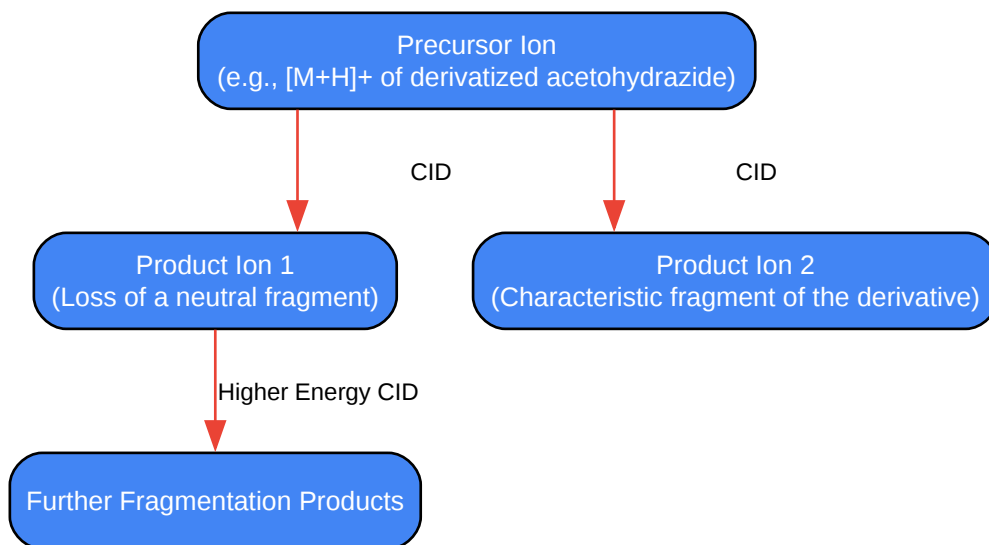 Precursor Ion
(e.g., [M+H]+ of derivatized acetohydrazide)
CID
CID
Product Ion 1
(Loss of a neutral fragment)
Product Ion 2
(Characteristic fragment of the derivative)
Higher Energy CID
Further Fragmentation Products